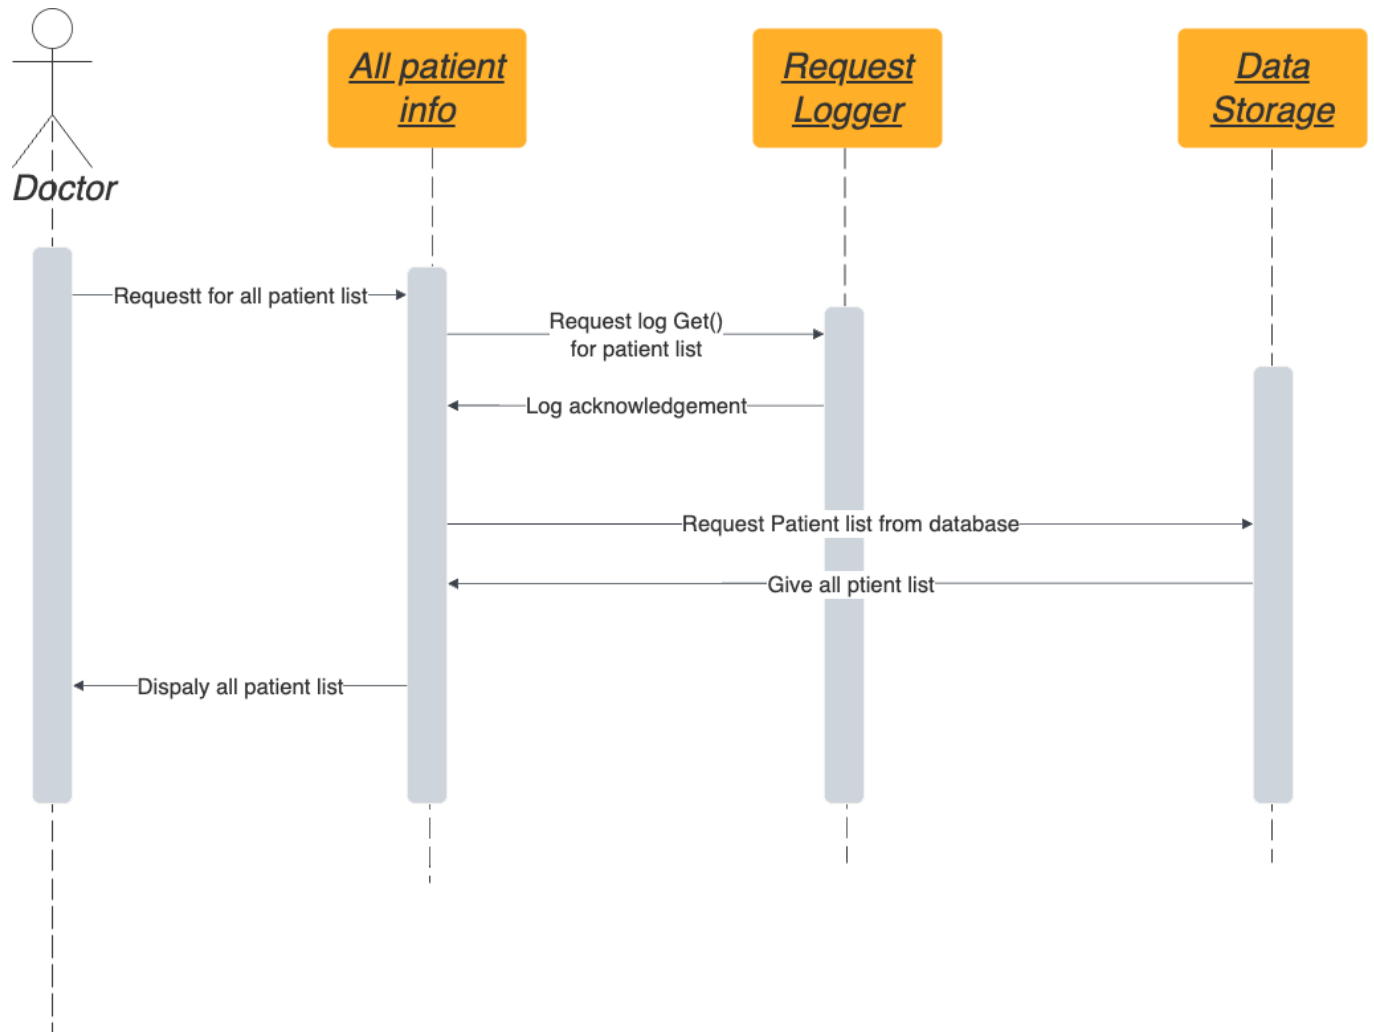 All patient
info
Request
Logger
Data
Storage
Doctor
Requestt for all patient list
Request log Get()
for patient list
Log acknowledgement
Request Patient list from database
Give all ptient list
Dispaly all patient list